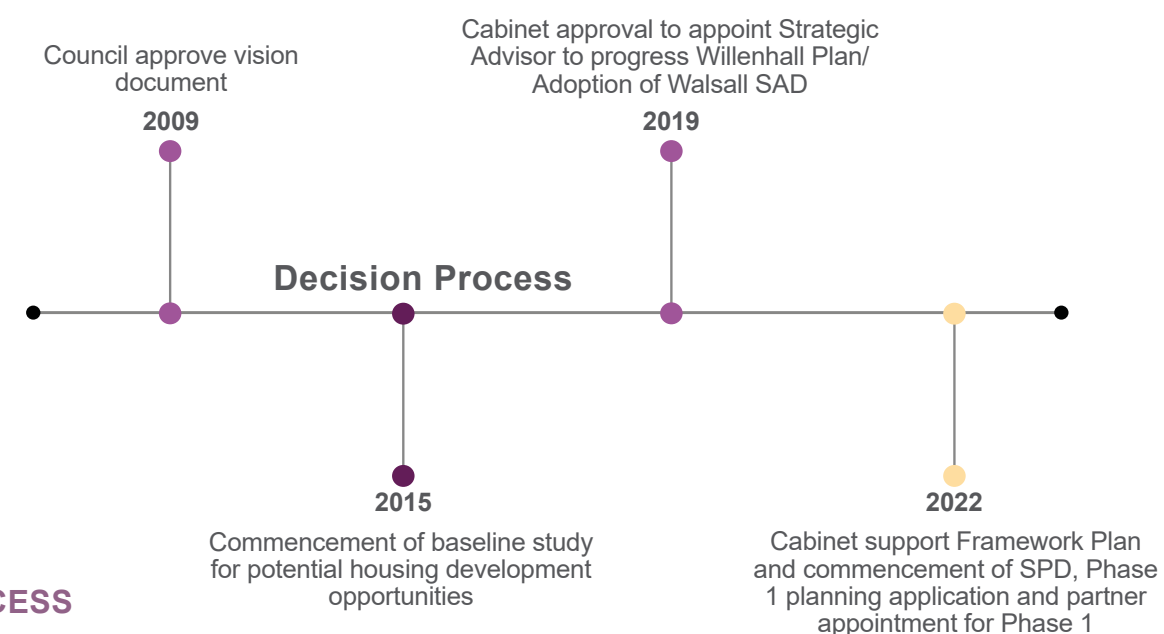 Council approve vision
document
2009
Cabinet approval to appoint Strategic
Advisor to progress Willenhall Plan/
Adoption of Walsall SAD
2019
Decision Process
2015
Commencement of baseline study
for potential housing development
opportunities
2022
Cabinet support Framework Plan
and commencement of SPD, Phase
1 planning application and partner
appointment for Phase 1
CESS